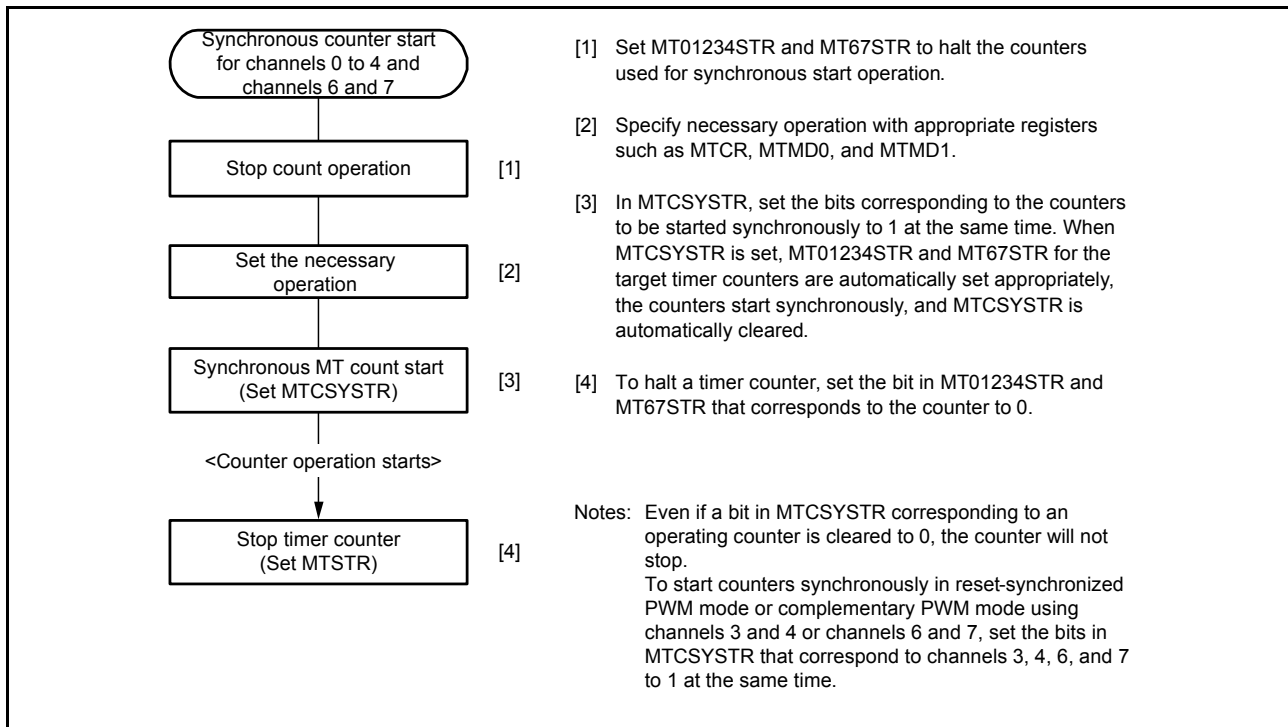 Synchronous counter start
for channels 0 to 4 and
channels 6 and 7
Stop count operation
[1]
Set the necessary
operation
[2]
Synchronous MT count start
(Set MTCSYSTR)
[3]
<Counter operation starts>
Stop timer counter
(Set MTSTR)
[4]
[1] Set MT01234STR and MT67STR to halt the counters
used for synchronous start operation.
[2] Specify necessary operation with appropriate registers
such as MTCR, MTMD0, and MTMD1.
[3] In MTCSYSTR, set the bits corresponding to the counters
to be started synchronously to 1 at the same time. When
MTCSYSTR is set, MT01234STR and MT67STR for the
target timer counters are automatically set appropriately,
the counters start synchronously, and MTCSYSTR is
automatically cleared.
[4] To halt a timer counter, set the bit in MT01234STR and
MT67STR that corresponds to the counter to 0.
Notes: Even if a bit in MTCSYSTR corresponding to an
operating counter is cleared to 0, the counter will not
stop.
To start counters synchronously in reset-synchronized
PWM mode or complementary PWM mode using
channels 3 and 4 or channels 6 and 7, set the bits in
MTCSYSTR that correspond to channels 3, 4, 6, and 7
to 1 at the same time.